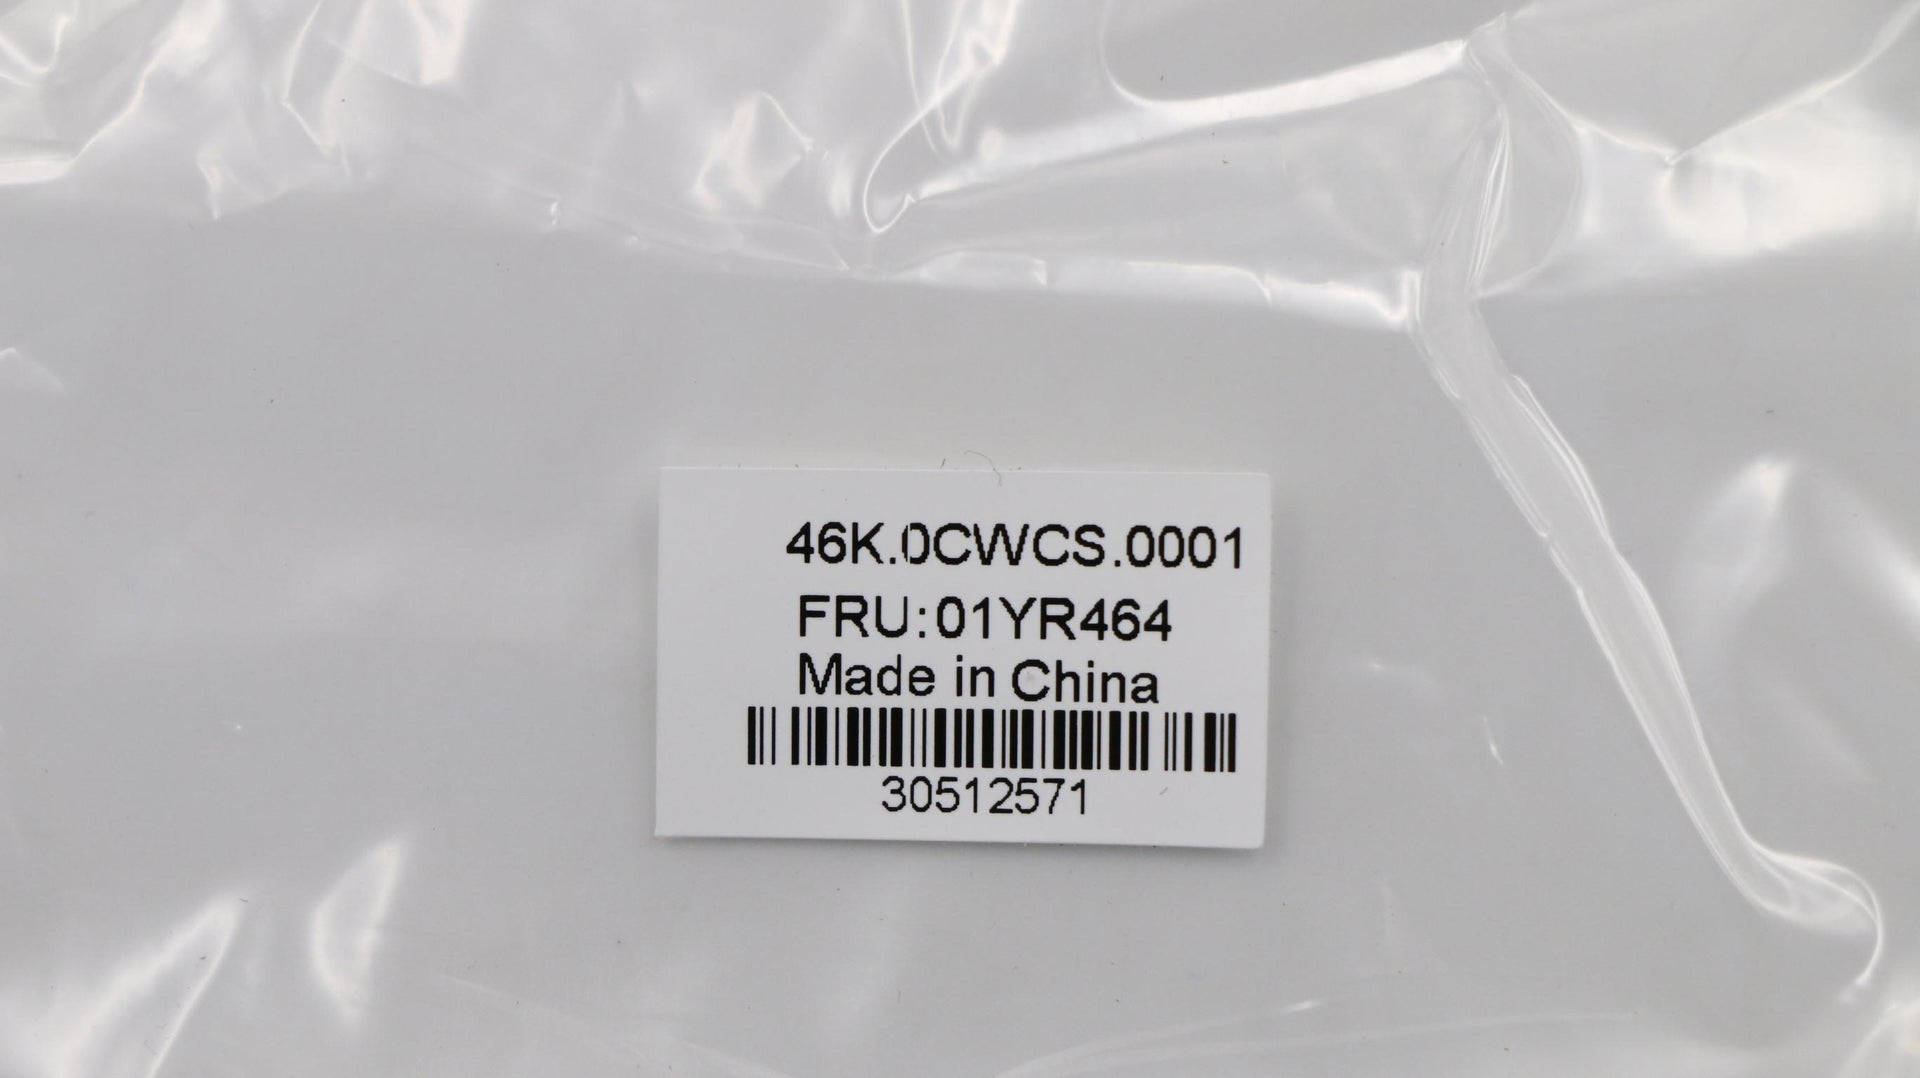 46K.0CWCS.0001
FRU:01YR464
Made in China
30512571